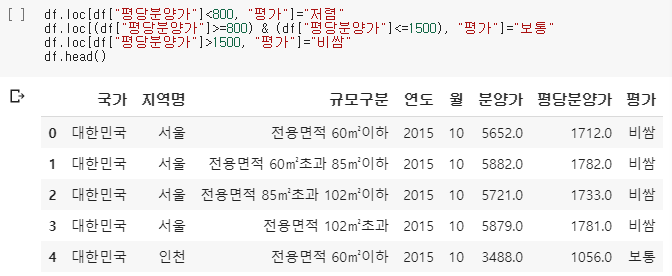 [ ] df.loc[df["평당분양가"]<800, "평가"]="저렴"
df.loc[(df["평당분양가"]>=800) & (df["평당분양가"]<=1500), "평가"]="보통"
df.loc[df["평당분양가"]>1500, "평가"]="비쌈"
df.head()
국가 지역명 규모구분 연도 월 분양가 평당분양가 평가
0 대한민국 서울 전용면적 60㎡이하 2015 10 5652.0 1712.0 비쌈
1 대한민국 서울 전용면적 60㎡초과 85㎡이하 2015 10 5882.0 1782.0 비쌈
2 대한민국 서울 전용면적 85㎡초과 102㎡이하 2015 10 5721.0 1733.0 비쌈
3 대한민국 서울 전용면적 102㎡초과 2015 10 5879.0 1781.0 비쌈
4 대한민국 인천 전용면적 60㎡이하 2015 10 3488.0 1056.0 보통